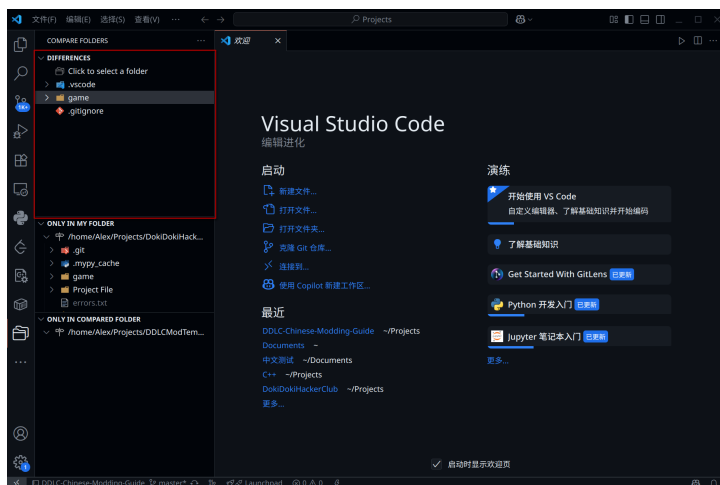 文件(F) 编辑(E) 选择(S) 查看(V) ··· Projects
COMPARE FOLDERS ···
欢迎
DIFFERENCES
Click to select a folder
.vscode
game
.gitignore
1K+
ONLY IN MY FOLDER
/home/Alex/Projects/DokiDokiHack...
.git
.mypy_cache
game
Project File
errors.txt
ONLY IN COMPARED FOLDER
/home/Alex/Projects/DDLCModTem...
Visual Studio Code
编辑进化
启动
新建文件...
打开文件...
打开文件夹...
克隆 Git 仓库...
连接到...
使用 Copilot 新建工作区...
最近
DDLC-Chinese-Modding-Guide ~/Projects
Documents ~
中文测试 ~/Documents
C++ ~/Projects
DokiDokiHackerClub ~/Projects
更多...
演练
开始使用 VS Code
自定义编辑器、了解基础知识并开始编码
了解基础知识
Get Started With GitLens 已更新
Python 开发入门 已更新
Jupyter 笔记本入门 已更新
更多...
启动时显示欢迎页
1
DDLC-Chinese-Modding-Guide master* Launchpad 0 0 0